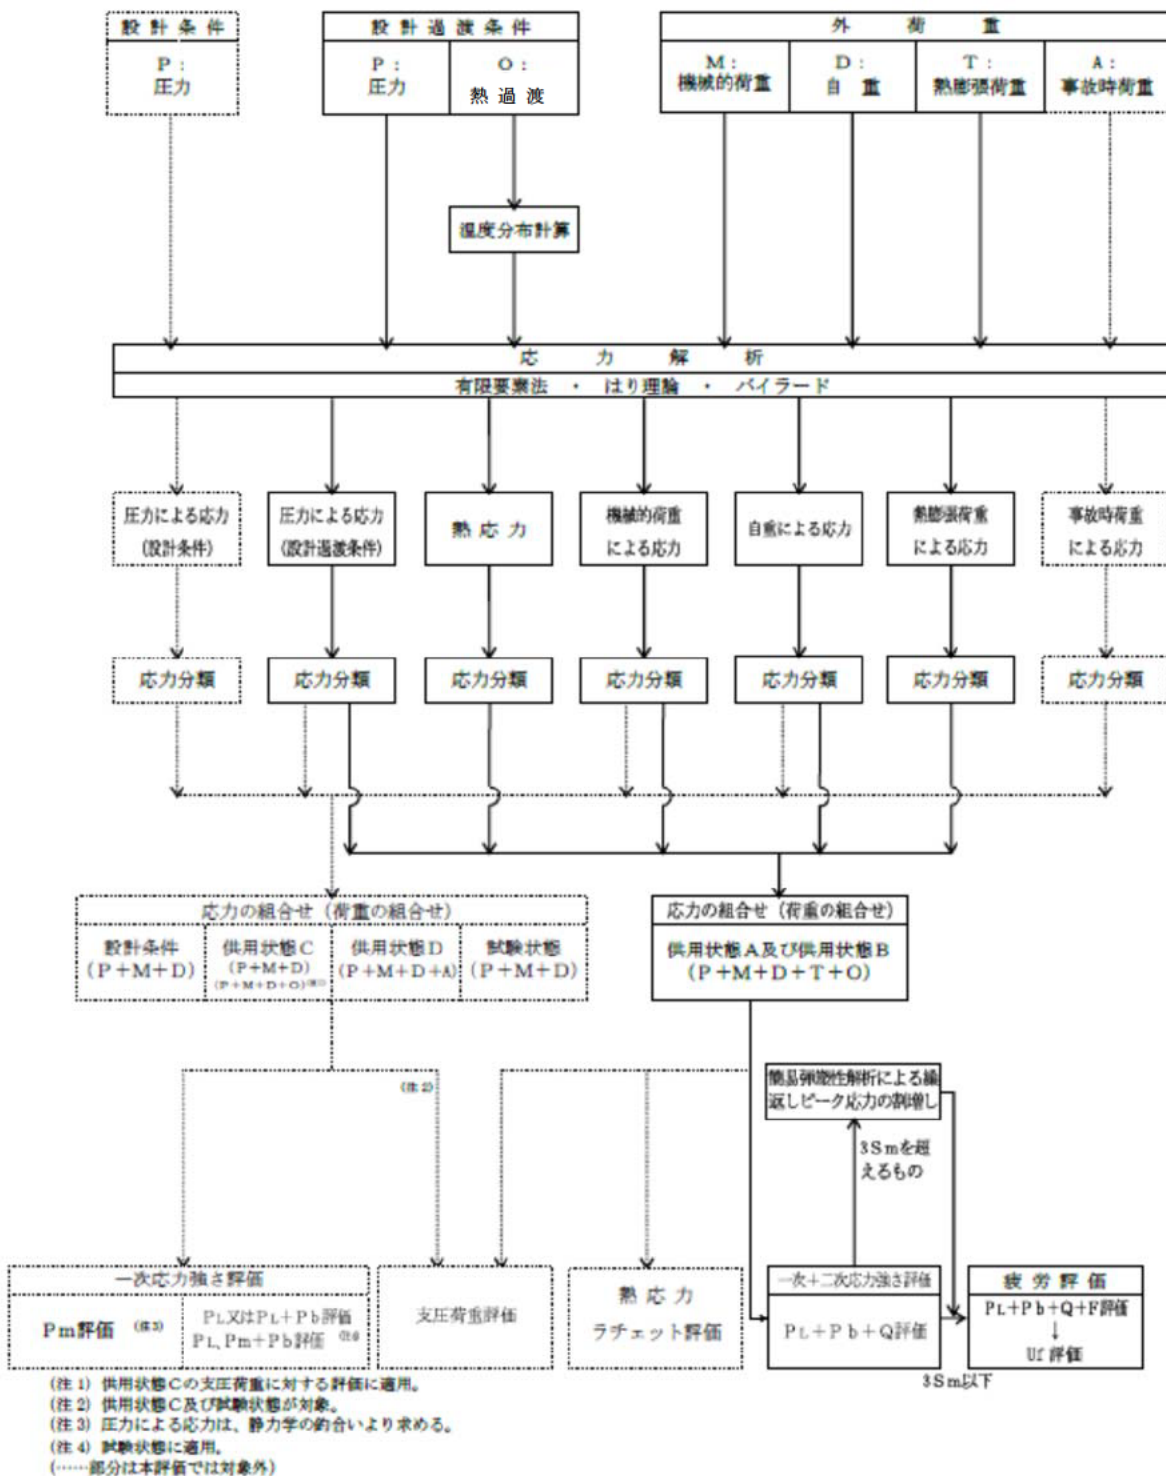 設計条件
P：
圧力
設計過渡条件
P：
圧力
O：
熱過渡
外荷重
M：
機械的荷重
D：
自重
T：
熱膨張荷重
A：
事故時荷重
温度分布計算
応力解析
有限要素法　・　はり理論　・　バイラード
圧力による応力
(設計条件)
圧力による応力
(設計過渡条件)
熱応力
機械的荷重
による応力
自重による応力
熱膨張荷重
による応力
事故時荷重
による応力
応力分類
応力分類
応力分類
応力分類
応力分類
応力分類
応力分類
応力の組合せ（荷重の組合せ）
設計条件
（P+M+D）
供用状態C
（P+M+D）
（P+M+D+O）(注1)
供用状態D
（P+M+D+A）
試験状態
（P+M+D）
応力の組合せ（荷重の組合せ）
供用状態A及び供用状態B
（P+M+D+T+O）
(注2)
簡易弾塑性解析による繰
返しピーク応力の割増し
3Smを超
えるもの
一次応力強さ評価
Pm評価 (注3)
PL又はPL+Pb評価
PL、Pm+Pb評価 (注4)
支圧荷重評価
熱応力
ラチェット評価
一次+二次応力強さ評価
PL+Pb+Q評価
疲労評価
PL+Pb+Q+F評価
↓
Uf評価
3Sm以下
(注1) 供用状態Cの支圧荷重に対する評価に適用。
(注2) 供用状態C及び試験状態が対象。
(注3) 圧力による応力は、静力学の釣合いより求める。
(注4) 試験状態に適用。
(……部分は本評価では対象外)